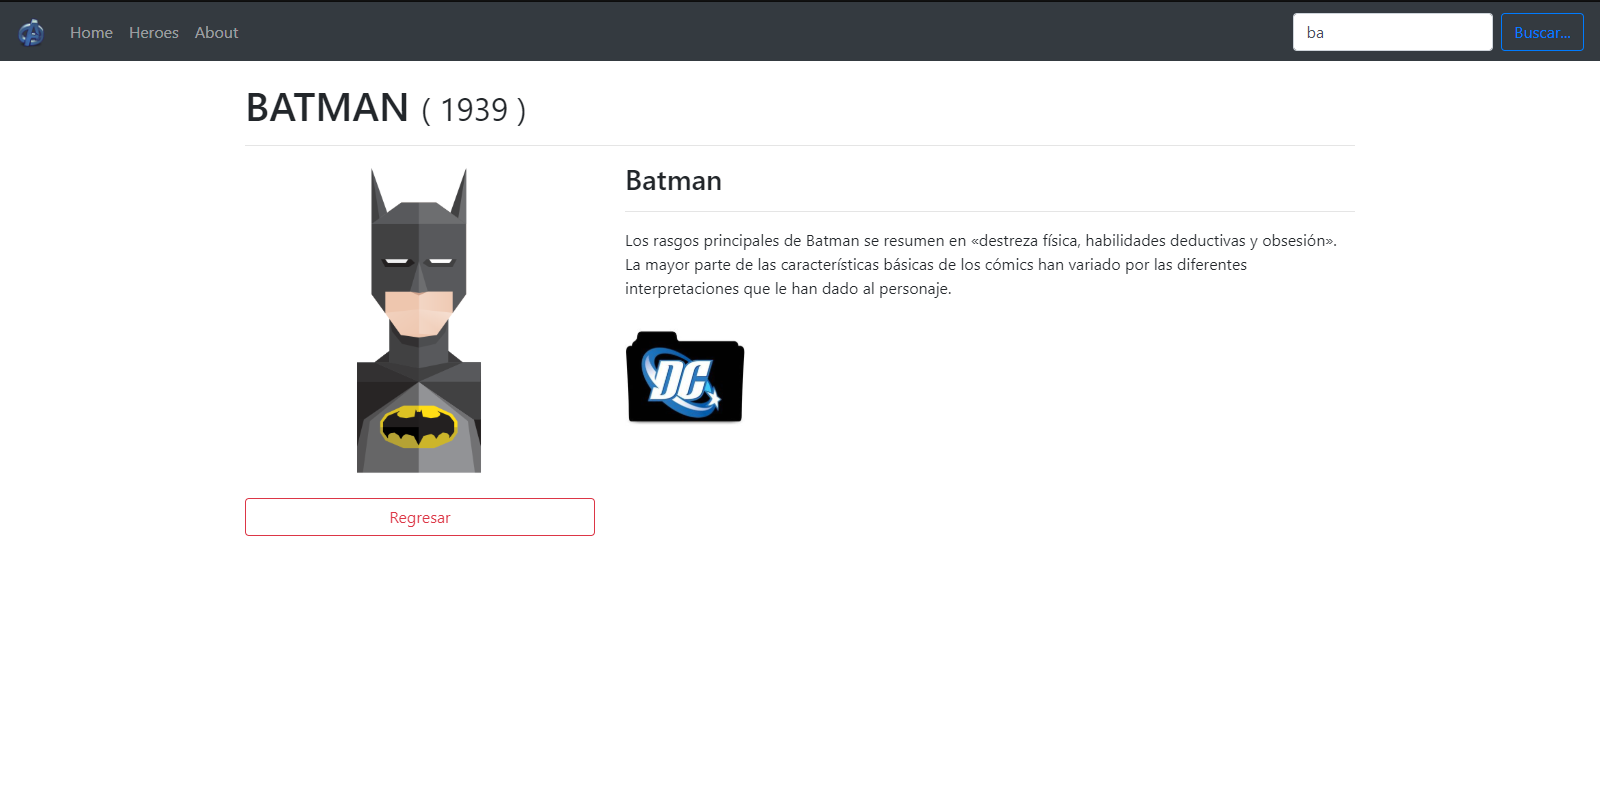 Home Heroes About ba Buscar...
BATMAN ( 1939 )
Batman
Los rasgos principales de Batman se resumen en «destreza física, habilidades deductivas y obsesión».
La mayor parte de las características básicas de los cómics han variado por las diferentes
interpretaciones que le han dado al personaje.
DC
Regresar